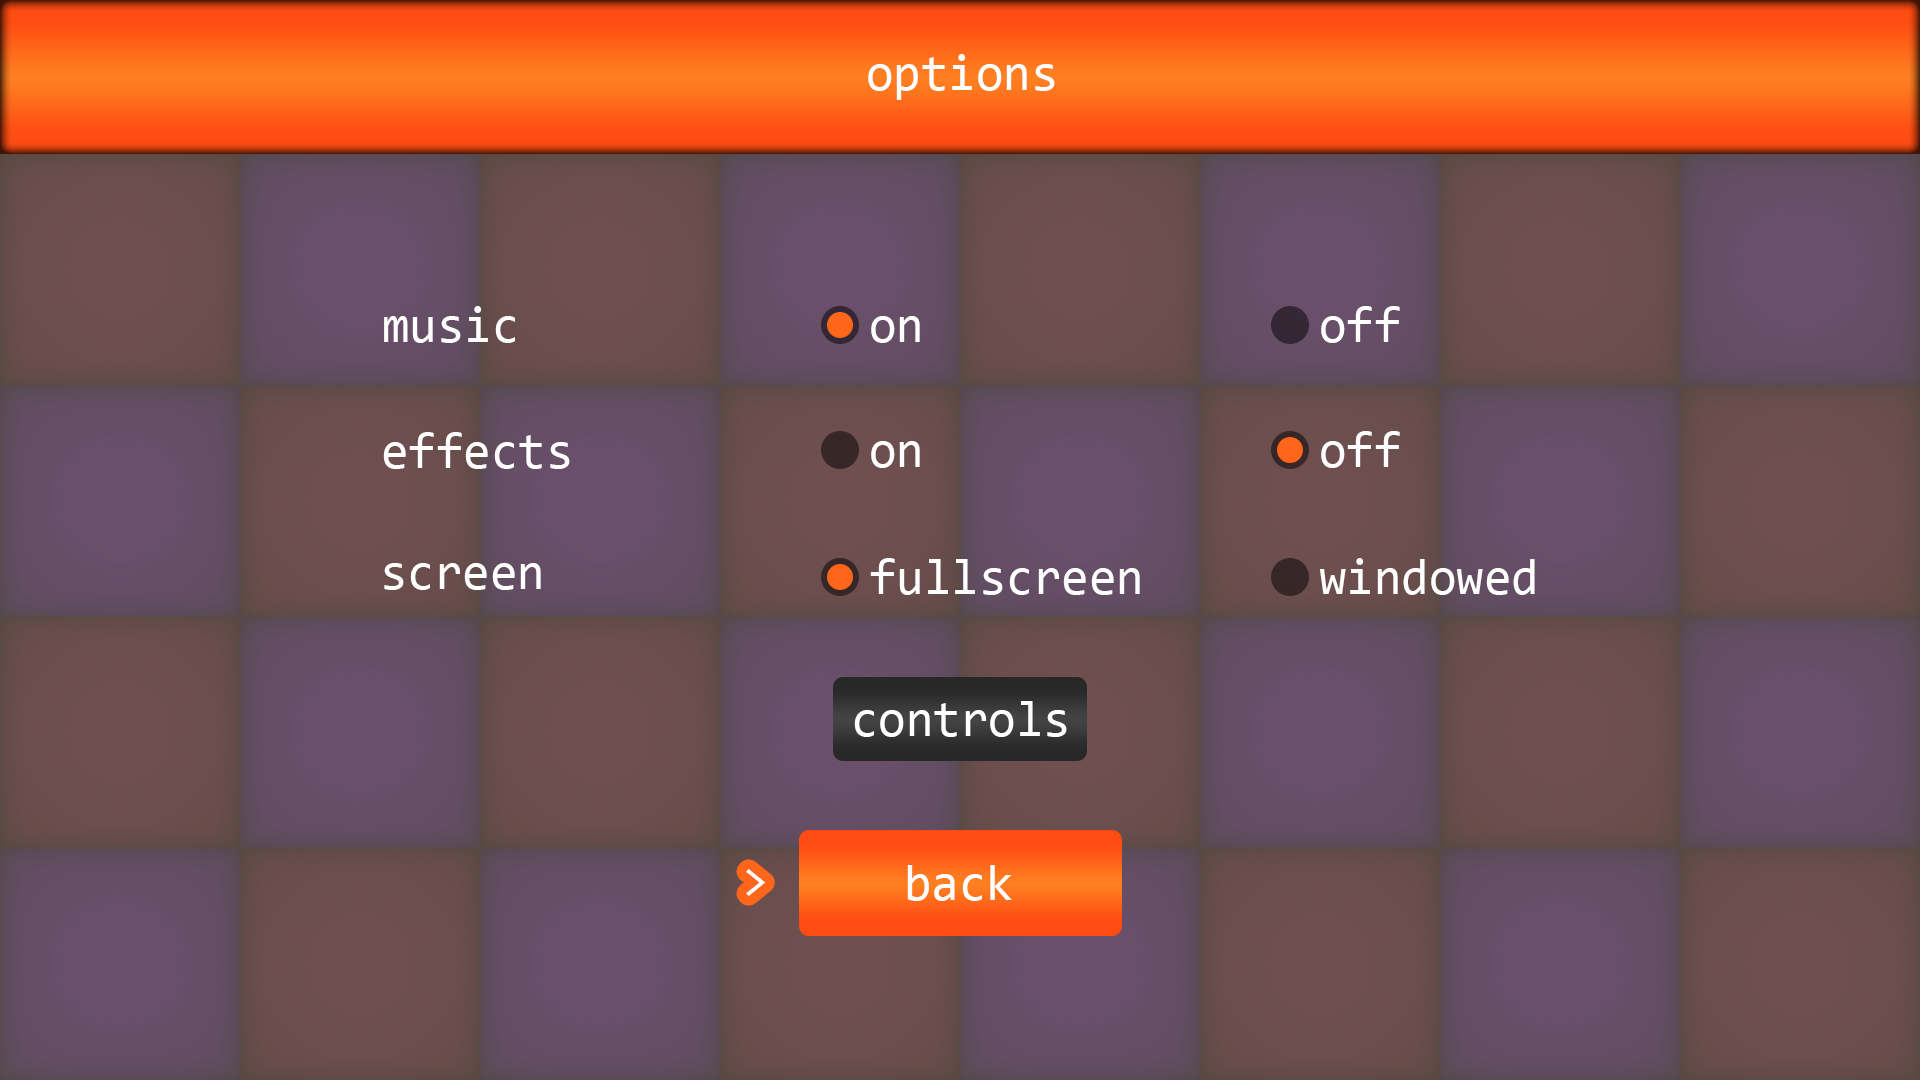 options
music on off
effects on off
screen fullscreen windowed
controls
back